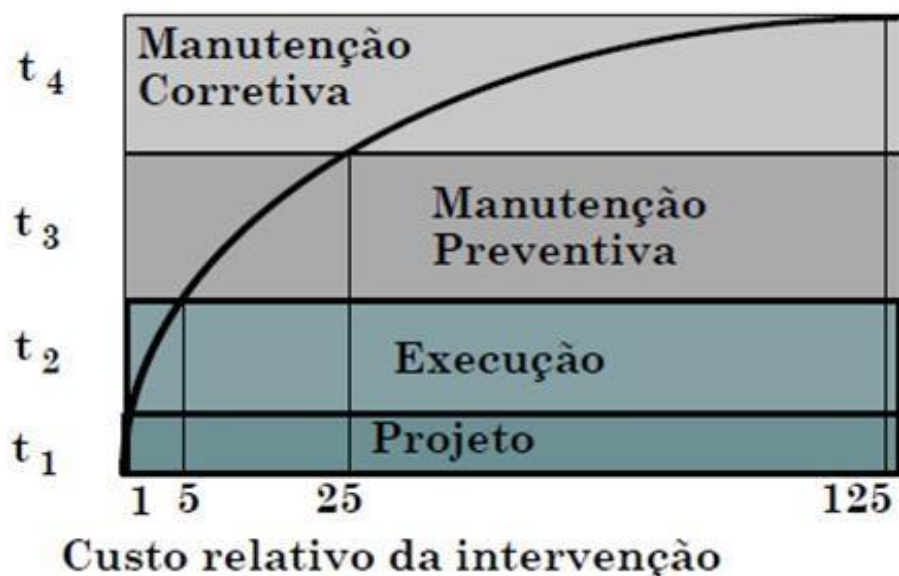 t 4
Manutenção
Corretiva
t 3
Manutenção
Preventiva
t 2
Execução
t 1
Projeto
1 5 25 125
Custo relativo da intervenção